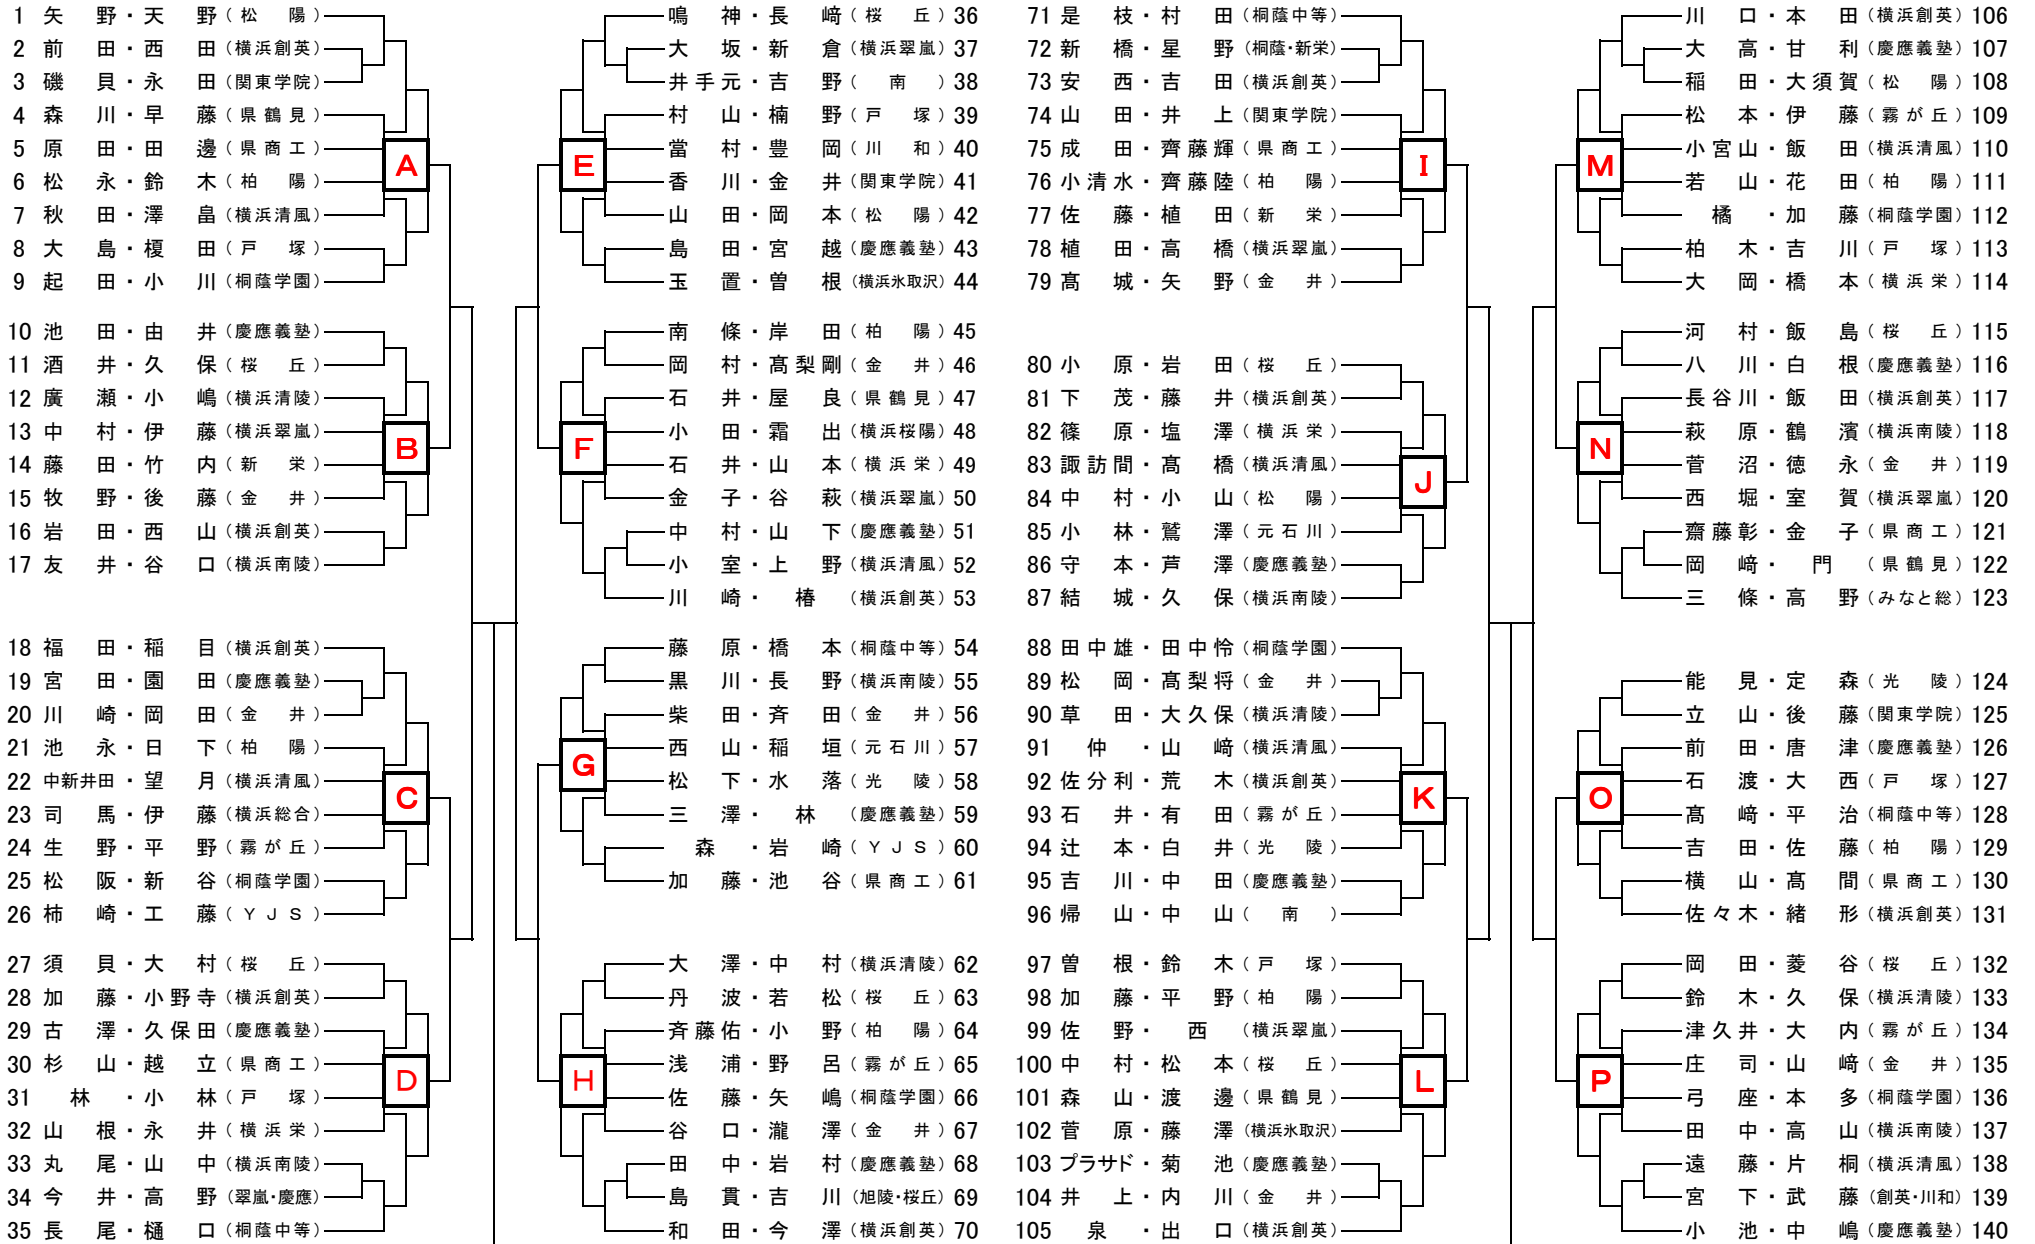 1 矢野・天野（松陽）
2 前田・西田（横浜創英）
3 磯貝・永田（関東学院）
4 森川・早藤（県鶴見）
5 原田・田邊（県商工）
6 松永・鈴木（柏陽）
7 秋田・澤畠（横浜清風）
8 大島・榎田（戸塚）
9 起田・小川（桐蔭学園）
A
10 池田・由井（慶應義塾）
11 酒井・久保（桜丘）
12 廣瀬・小嶋（横浜清陵）
13 中村・伊藤（横浜翠嵐）
14 藤田・竹内（新栄）
15 牧野・後藤（金井）
16 岩田・西山（横浜創英）
17 友井・谷口（横浜南陵）
B
18 福田・稲目（横浜創英）
19 宮田・園田（慶應義塾）
20 川崎・岡田（金井）
21 池永・日下（柏陽）
22 中新井田・望月（横浜清風）
23 司馬・伊藤（横浜総合）
24 生野・平野（霧が丘）
25 松阪・新谷（桐蔭学園）
26 柿崎・工藤（ＹＪＳ）
C
27 須貝・大村（桜丘）
28 加藤・小野寺（横浜創英）
29 古澤・久保田（慶應義塾）
30 杉山・越立（県商工）
31 林・小林（戸塚）
32 山根・永井（横浜栄）
33 丸尾・山中（横浜南陵）
34 今井・高野（翠嵐・慶應）
35 長尾・樋口（桐蔭中等）
D
鳴神・長﨑（桜丘）36
大坂・新倉（横浜翠嵐）37
井手元・吉野（南）38
村山・楠野（戸塚）39
當村・豊岡（川和）40
香川・金井（関東学院）41
山田・岡本（松陽）42
島田・宮越（慶應義塾）43
玉置・曽根（横浜氷取沢）44
E
南條・岸田（柏陽）45
岡村・髙梨剛（金井）46
石井・屋良（県鶴見）47
小田・霜出（横浜桜陽）48
石井・山本（横浜栄）49
金子・谷萩（横浜翠嵐）50
中村・山下（慶應義塾）51
小室・上野（横浜清風）52
川崎・椿（横浜創英）53
F
藤原・橋本（桐蔭中等）54
黒川・長野（横浜南陵）55
柴田・斉田（金井）56
西山・稲垣（元石川）57
松下・水落（光陵）58
三澤・林（慶應義塾）59
森・岩崎（ＹＪＳ）60
加藤・池谷（県商工）61
G
大澤・中村（横浜清陵）62
丹波・若松（桜丘）63
斉藤佑・小野（柏陽）64
浅浦・野呂（霧が丘）65
佐藤・矢嶋（桐蔭学園）66
谷口・瀧澤（金井）67
田中・岩村（慶應義塾）68
島貫・吉川（旭陵・桜丘）69
和田・今澤（横浜創英）70
H
71 是枝・村田（桐蔭中等）
72 新橋・星野（桐蔭・新栄）
73 安西・吉田（横浜創英）
74 山田・井上（関東学院）
75 成田・齊藤輝（県商工）
76 小清水・齊藤陸（柏陽）
77 佐藤・植田（新栄）
78 植田・高橋（横浜翠嵐）
79 髙城・矢野（金井）
I
80 小原・岩田（桜丘）
81 下茂・藤井（横浜創英）
82 篠原・塩澤（横浜栄）
83 諏訪間・髙橋（横浜清風）
84 中村・小山（松陽）
85 小林・鷲澤（元石川）
86 守本・芦澤（慶應義塾）
87 結城・久保（横浜南陵）
J
88 田中雄・田中怜（桐蔭学園）
89 松岡・髙梨将（金井）
90 草田・大久保（横浜清陵）
91 仲・山﨑（横浜清風）
92 佐分利・荒木（横浜創英）
93 石井・有田（霧が丘）
94 辻本・白井（光陵）
95 吉川・中田（慶應義塾）
96 帰山・中山（南）
K
97 曽根・鈴木（戸塚）
98 加藤・平野（柏陽）
99 佐野・西（横浜翠嵐）
100 中村・松本（桜丘）
101 森山・渡邊（県鶴見）
102 菅原・藤澤（横浜氷取沢）
103 プラサド・菊池（慶應義塾）
104 井上・内川（金井）
105 泉・出口（横浜創英）
L
川口・本田（横浜創英）106
大高・甘利（慶應義塾）107
稲田・大須賀（松陽）108
松本・伊藤（霧が丘）109
小宮山・飯田（横浜清風）110
若山・花田（柏陽）111
橘・加藤（桐蔭学園）112
柏木・吉川（戸塚）113
大岡・橋本（横浜栄）114
M
河村・飯島（桜丘）115
八川・白根（慶應義塾）116
長谷川・飯田（横浜創英）117
萩原・鶴濱（横浜南陵）118
菅沼・徳永（金井）119
西堀・室賀（横浜翠嵐）120
齋藤彰・金子（県商工）121
岡﨑・門（県鶴見）122
三條・高野（みなと総）123
N
能見・定森（光陵）124
立山・後藤（関東学院）125
前田・唐津（慶應義塾）126
石渡・大西（戸塚）127
髙﨑・平治（桐蔭中等）128
吉田・佐藤（柏陽）129
横山・髙間（県商工）130
佐々木・緒形（横浜創英）131
O
岡田・菱谷（桜丘）132
鈴木・久保（横浜清陵）133
津久井・大内（霧が丘）134
庄司・山﨑（金井）135
弓座・本多（桐蔭学園）136
田中・高山（横浜南陵）137
遠藤・片桐（横浜清風）138
宮下・武藤（創英・川和）139
小池・中嶋（慶應義塾）140
P